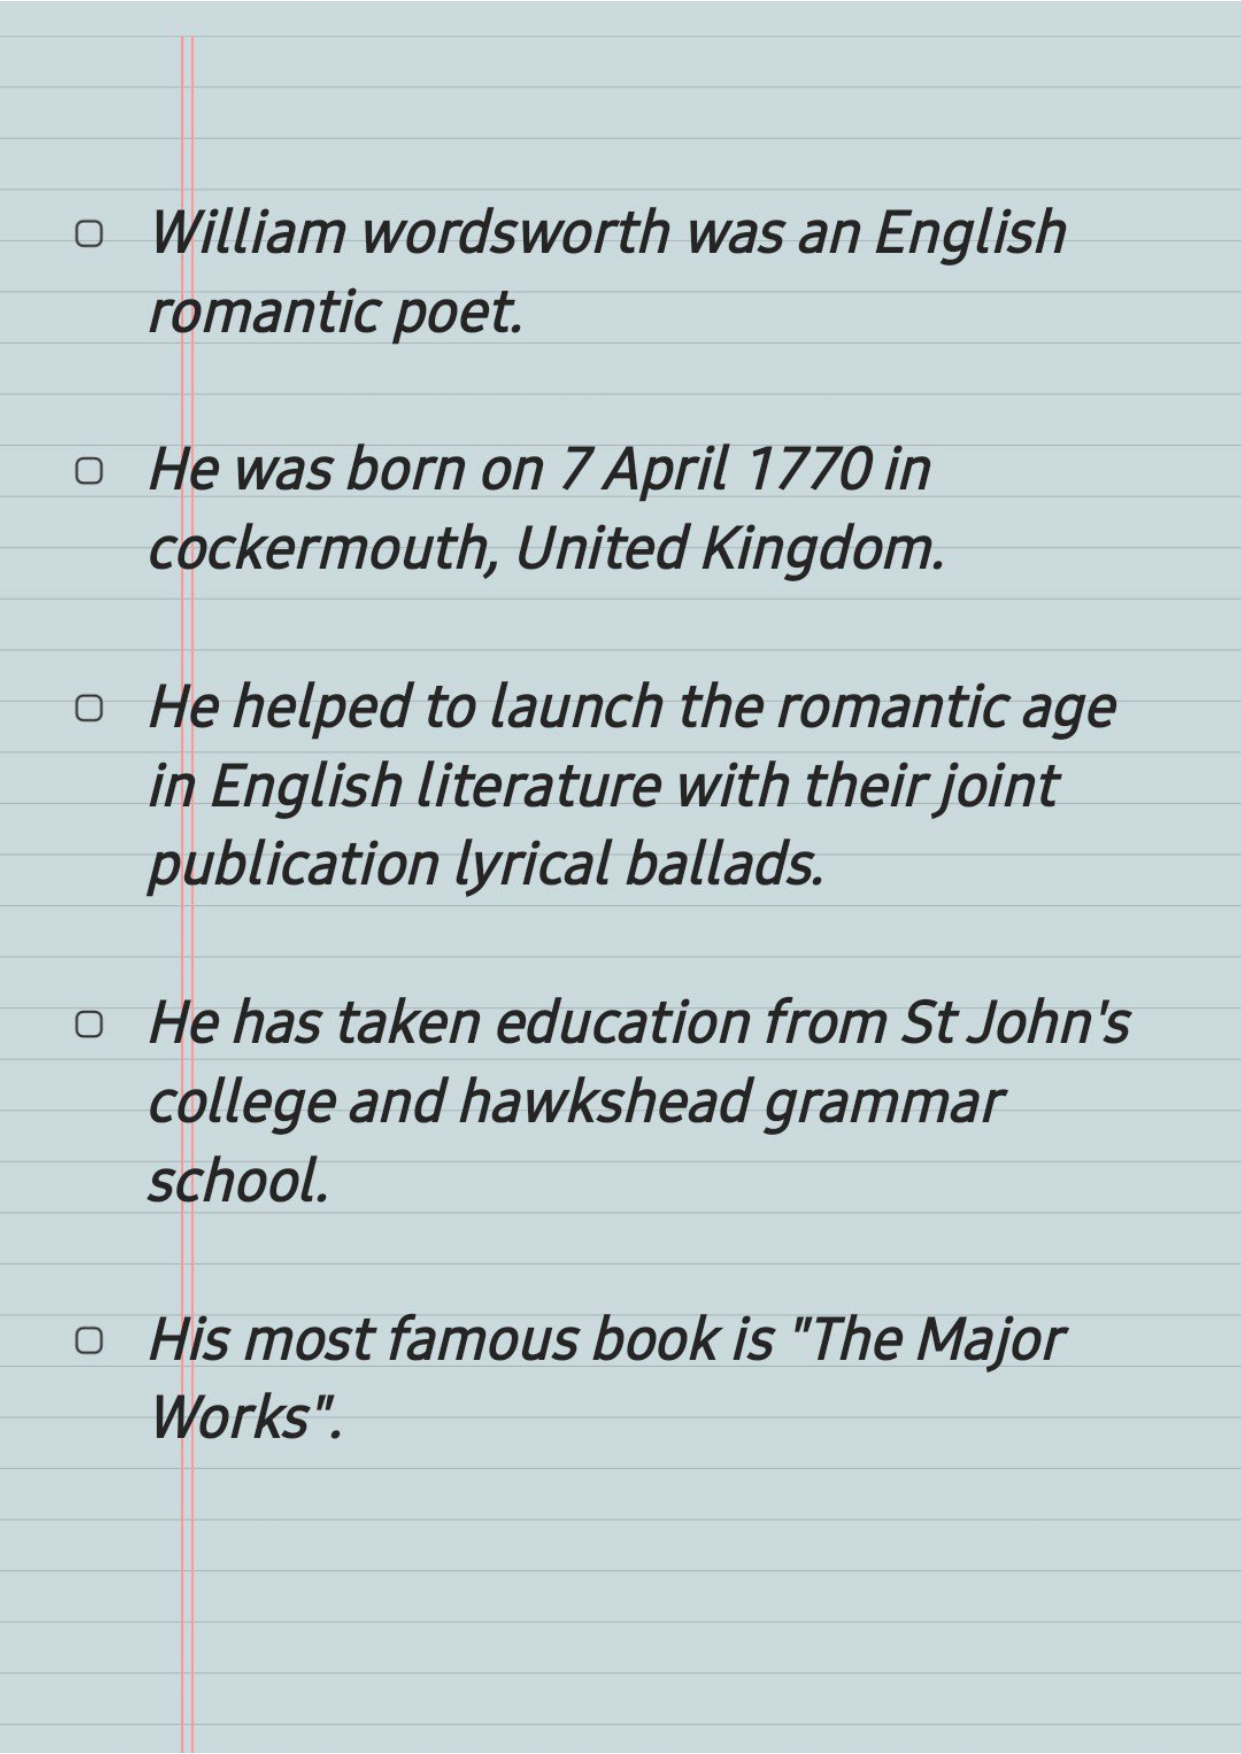 William wordsworth was an English
romantic poet.
He was born on 7 April 1770 in
cockermouth, United Kingdom.
He helped to launch the romantic age
in English literature with their joint
publication lyrical ballads.
He has taken education from St John's
college and hawkshead grammar
school.
His most famous book is "The Major
Works".